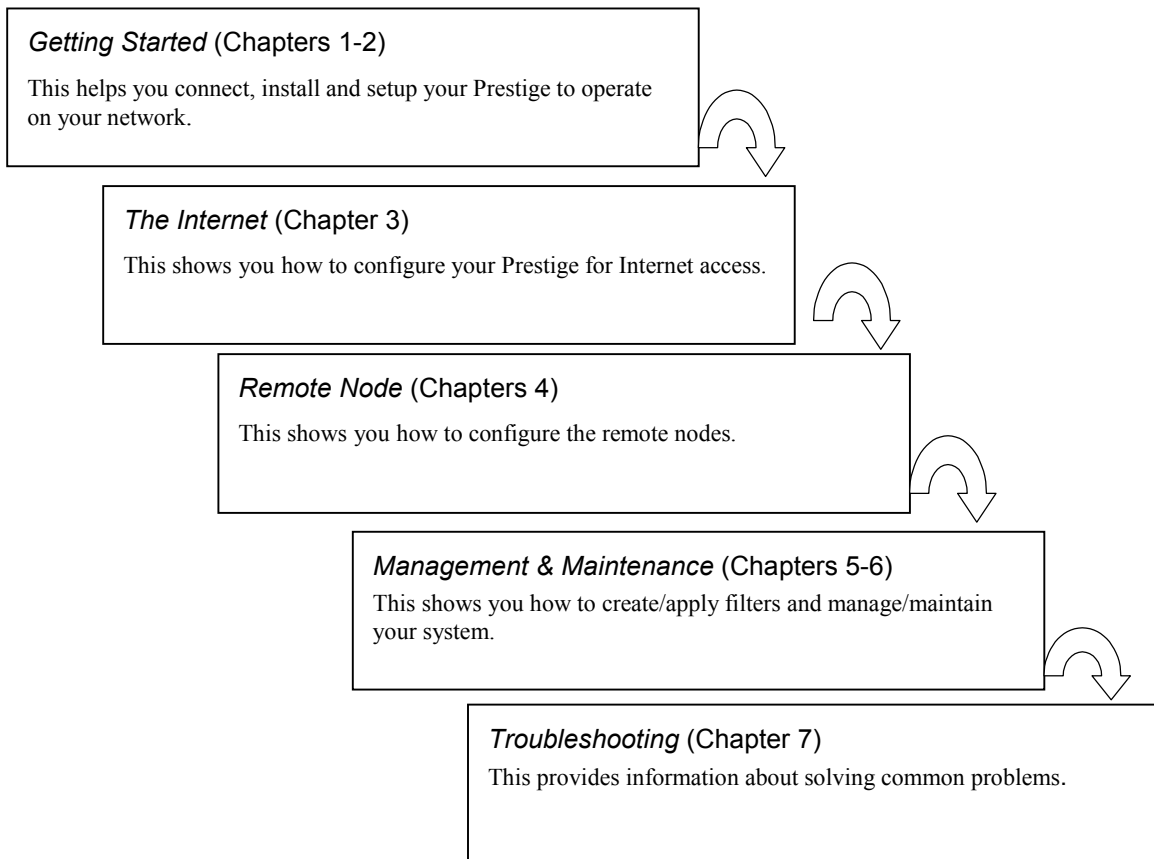 Getting Started (Chapters 1-2)
This helps you connect, install and setup your Prestige to operate
on your network.
The Internet (Chapter 3)
This shows you how to configure your Prestige for Internet access.
Remote Node (Chapters 4)
This shows you how to configure the remote nodes.
Management & Maintenance (Chapters 5-6)
This shows you how to create/apply filters and manage/maintain
your system.
Troubleshooting (Chapter 7)
This provides information about solving common problems.